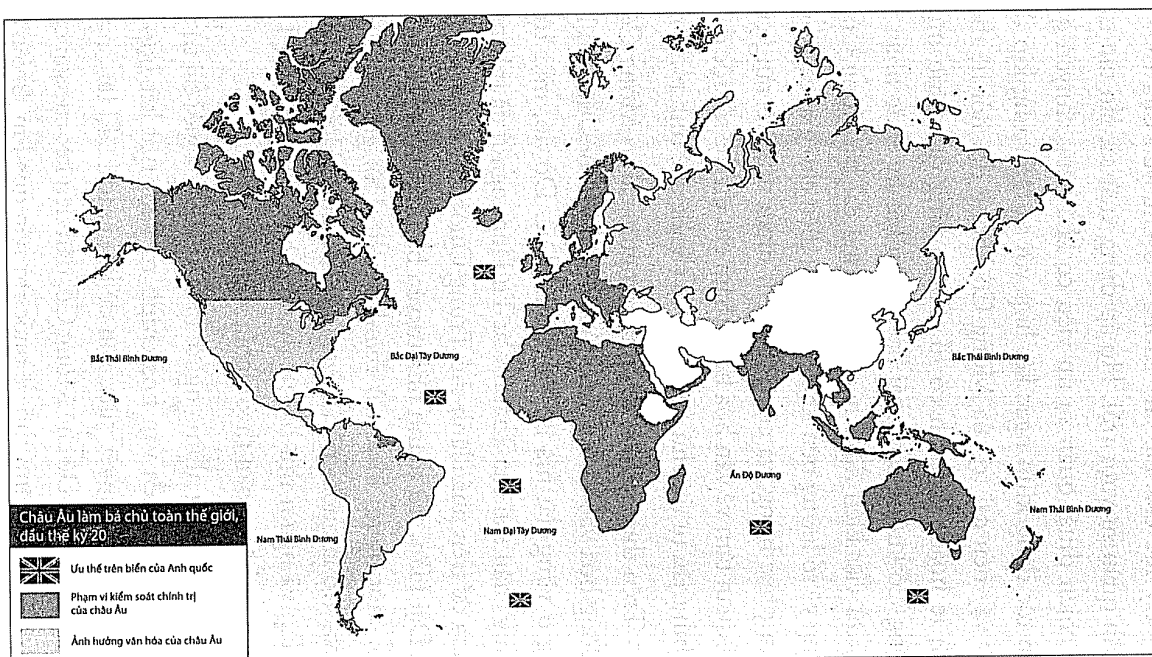 Bắc Thái Bình Dương
Bắc Đại Tây Dương
Bắc Thái Bình Dương
Ấn Độ Dương
Nam Thái Bình Dương
Nam Đại Tây Dương
Nam Thái Bình Dương
Châu Âu làm bá chủ toàn thế giới,
đầu thế kỷ 20
Ưu thế trên biển của Anh quốc
Phạm vi kiểm soát chính trị
của châu Âu
Ảnh hưởng văn hóa của châu Âu